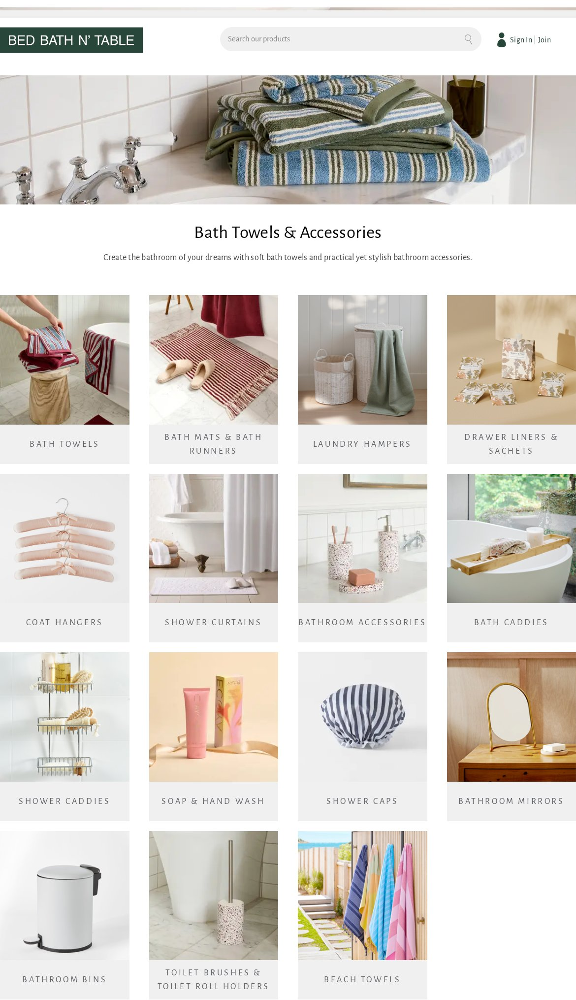 BED BATH N' TABLE
Search our products
Sign In | Join
Bath Towels & Accessories
Create the bathroom of your dreams with soft bath towels and practical yet stylish bathroom accessories.
BATH TOWELS
BATH MATS & BATH
RUNNERS
LAUNDRY HAMPERS
DRAWER LINERS &
SACHETS
COAT HANGERS
SHOWER CURTAINS
BATHROOM ACCESSORIES
BATH CADDIES
ECOYA
SHOWER CADDIES
SOAP & HAND WASH
SHOWER CAPS
BATHROOM MIRRORS
BATHROOM BINS
TOILET BRUSHES &
TOILET ROLL HOLDERS
BEACH TOWELS